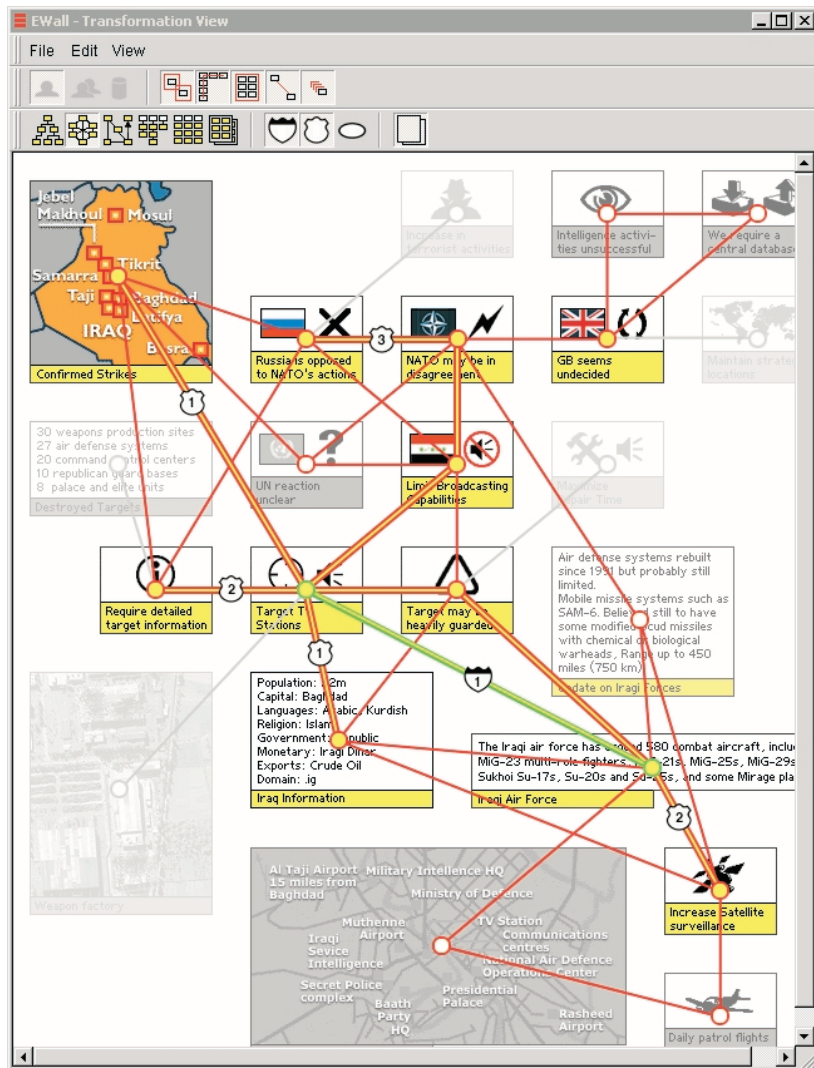 EWall - Transformation View
File Edit View
Jebel
Makhoul
Mosul
Tikrit
Samarra
Taji
Baghdad
Latifya
IRAQ
Basra
Confirmed Strikes
Increase in
terrorist activities
Intelligence activi-
ties unsuccessful
We require a
central database
Russians opposed
to NATO's actions
3
NATO may be in
disagreement
GB seems
undecided
Maintain strate
locations
1
30 weapons production sites
27 air defense systems
20 command control centers
10 republican guard bases
8 palace and elite units
Destroyed Targets
UN reaction
unclear
Limit Broadcasting
Capabilities
Maximize
Repair Time
Require detailed
target information
2
Target T
Stations
Target may be
heavily guarded
Air defense systems rebuilt
since 1991 but probably still
limited.
Mobile missile systems such as
SAM-6. Believed still to have
some modified scud missiles
with chemical or biological
warheads, Range up to 450
miles (750 km)
Update on Iraqi Forces
1
1
Population: 22m
Capital: Baghdad
Languages: Arabic, Kurdish
Religion: Islam
Government: Republic
Monetary: Iraqi Dinar
Exports: Crude Oil
Domain: .iq
Iraq Information
The Iraqi air force has around 580 combat aircraft, inclu
MiG-23 multi-role fighters, MiG-21s, MiG-25s, MiG-29s
Sukhoi Su-17s, Su-20s and Su-25s, and some Mirage pla
Iraqi Air Force
2
Weapon factory
Al Taji Airport
15 miles from
Baghdad
Military Intellence HQ
Ministry of Defence
Muthenne
Airport
TV Station
Communications
centres
Iraqi
Sevice
Intelligence
National Air Defence
Operations Center
Secret Police
complex
Presidential
Palace
Baath
Party
HQ
Rasheed
Airport
Increase Satellite
surveillance
Daily patrol flights